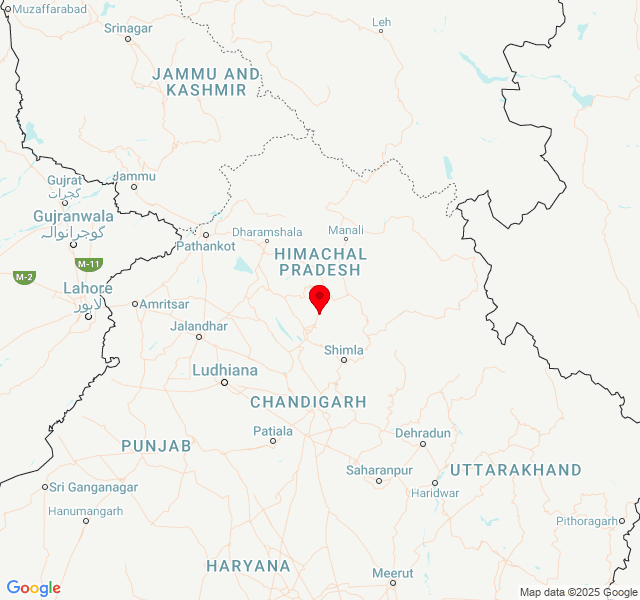 Muzaffarabad
Srinagar
Leh
JAMMU AND
KASHMIR
Jammu
Gujrat
گجرات
Gujranwala
گوجرانوالہ
Pathankot
Dharamshala
Manali
HIMACHAL
PRADESH
M-11
M-2
Lahore
لاہور
Amritsar
Jalandhar
Shimla
Ludhiana
CHANDIGARH
Patiala
Dehradun
PUNJAB
Saharanpur
UTTARAKHAND
Haridwar
Sri Ganganagar
Hanumangarh
Pithoragarh
HARYANA
Meerut
Google
Map data ©2025 Google